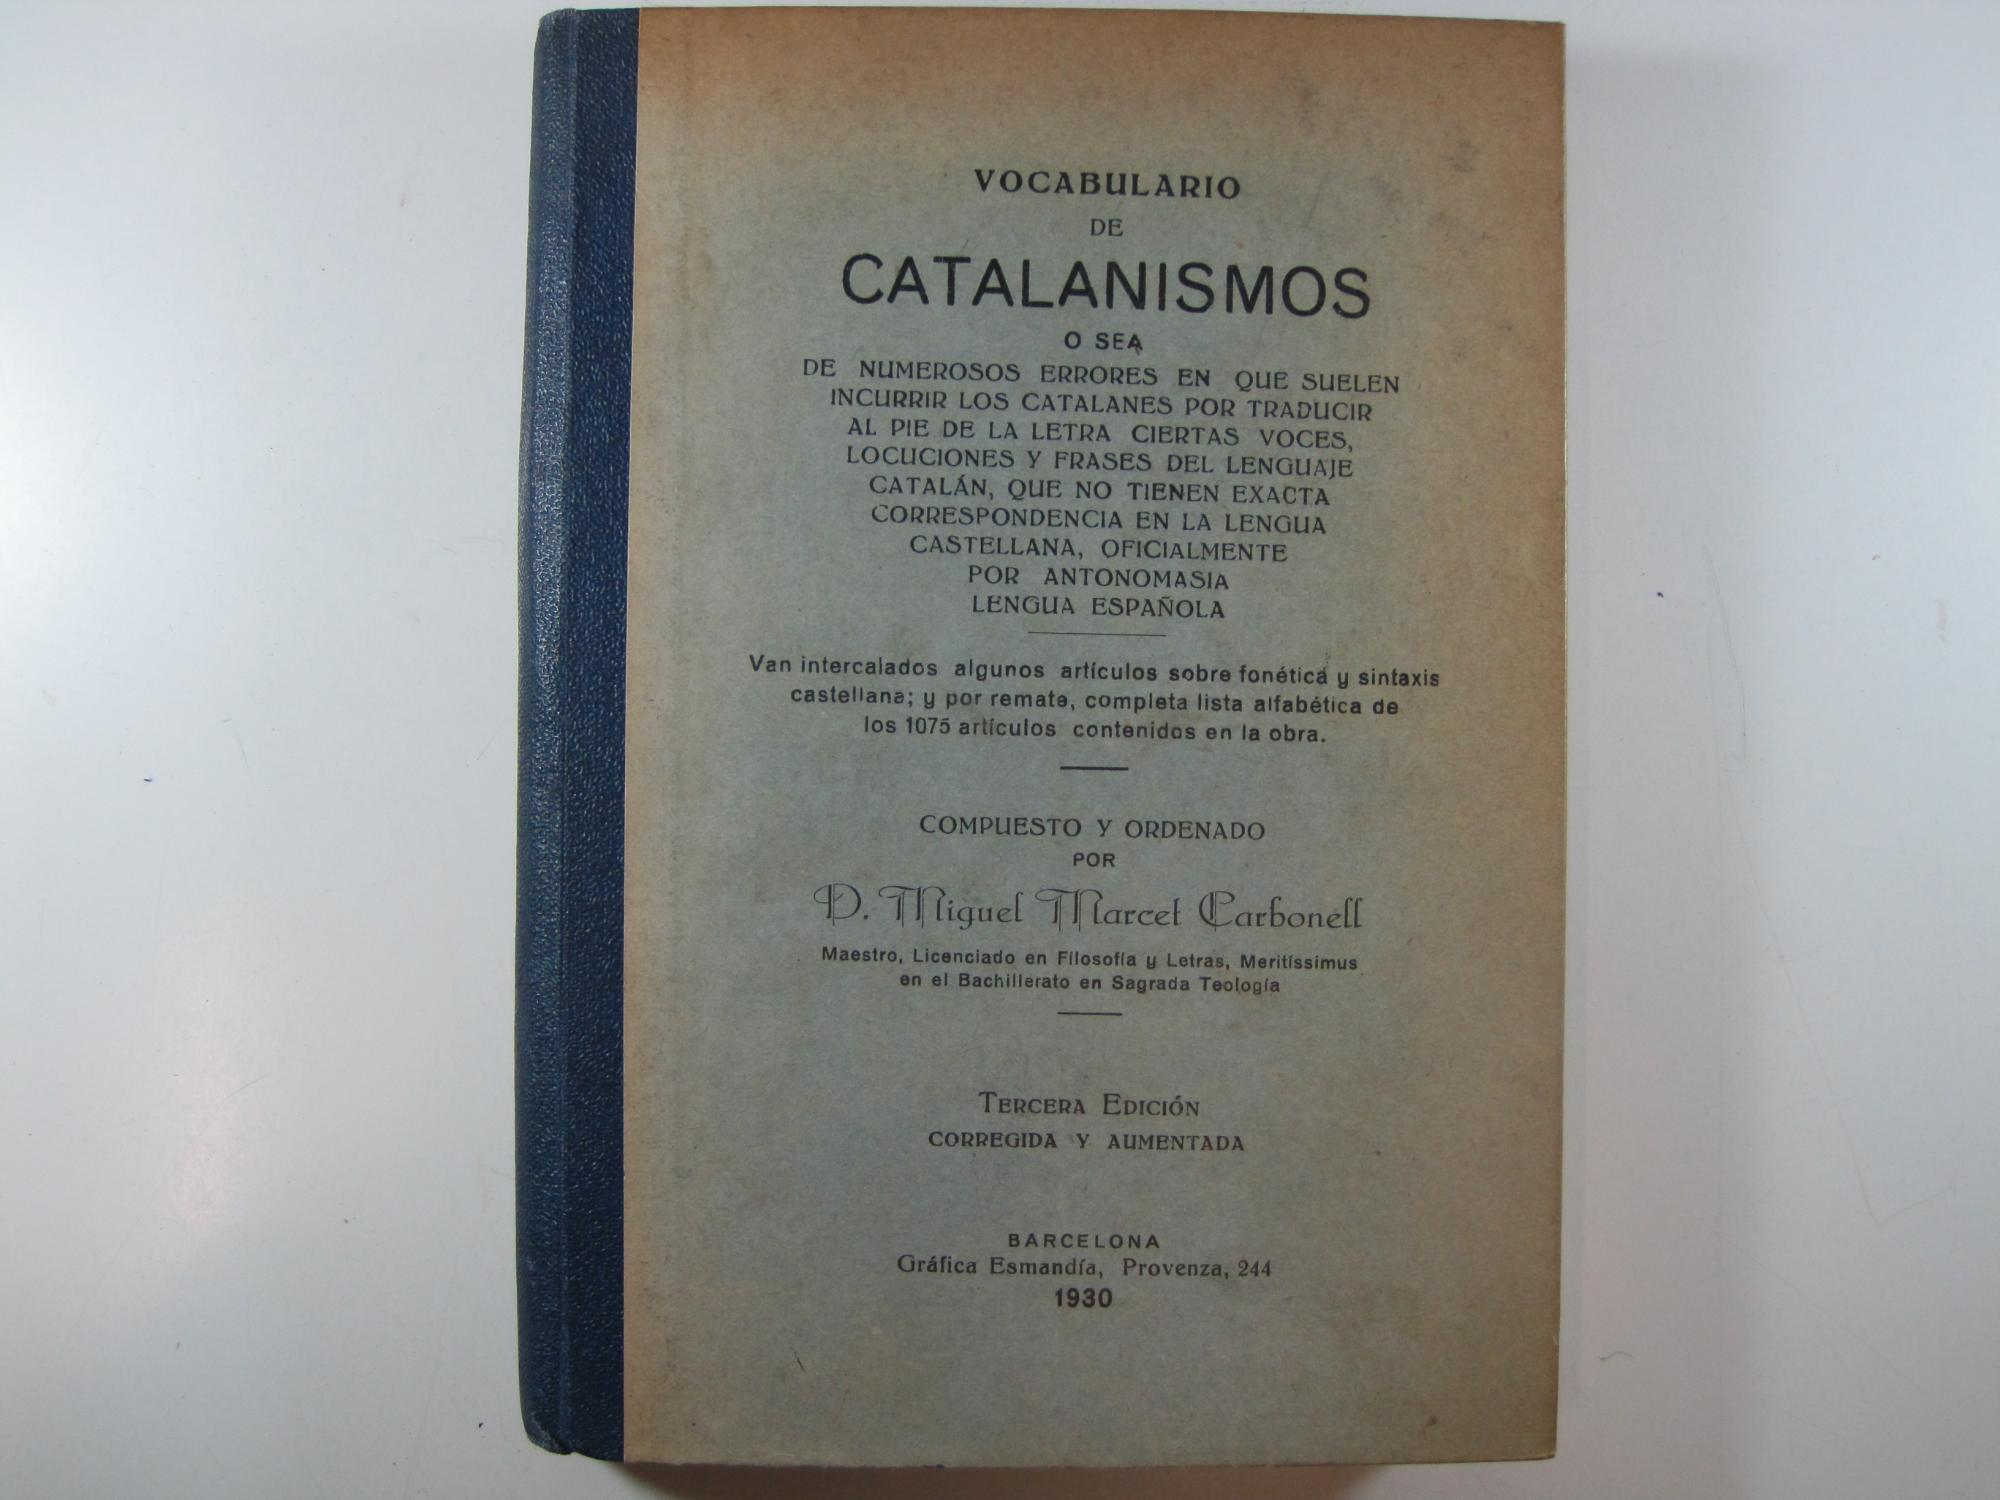 VOCABULARIO
DE
CATALANISMOS
O SEA
DE NUMEROSOS ERRORES EN QUE SUELEN
INCURRIR LOS CATALANES POR TRADUCIR
AL PIE DE LA LETRA CIERTAS VOCES,
LOCUCIONES Y FRASES DEL LENGUAJE
CATALÁN, QUE NO TIENEN EXACTA
CORRESPONDENCIA EN LA LENGUA
CASTELLANA, OFICIALMENTE
POR ANTONOMASIA
LENGUA ESPAÑOLA
Van intercalados algunos artículos sobre fonética y sintaxis
castellana; y por remate, completa lista alfabética de
los 1075 artículos contenidos en la obra.
COMPUESTO Y ORDENADO
POR
D. Miguel Marcet Carbonell
Maestro, Licenciado en Filosofía y Letras, Meritíssimus
en el Bachillerato en Sagrada Teología
TERCERA EDICIÓN
CORREGIDA Y AUMENTADA
BARCELONA
Gráfica Esmandía, Provenza, 244
1930